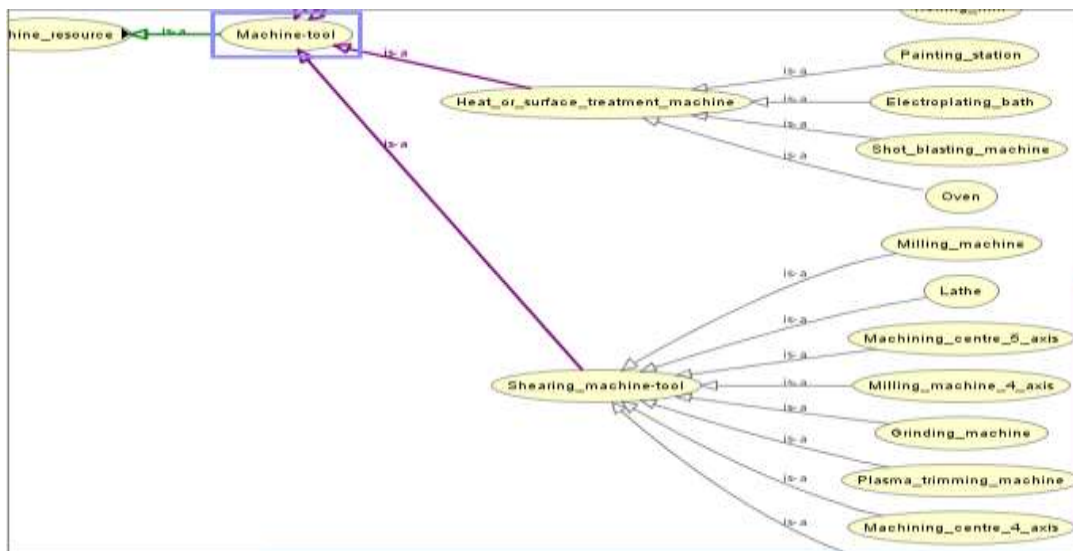 hine_resource
is-a
Machine-tool
is-a
Painting_station
Heat_or_surface_treatment_machine
is-a
is-a
Electroplating_bath
is-a
is-a
Shot_blasting_machine
is-a
Oven
Milling_machine
is-a
Lathe
is-a
Machining_centre_5_axis
is-a
Shearing_machine-tool
is-a
Milling_machine_4_axis
is-a
Grinding_machine
is-a
Plasma_trimming_machine
is-a
Machining_centre_4_axis
is-a